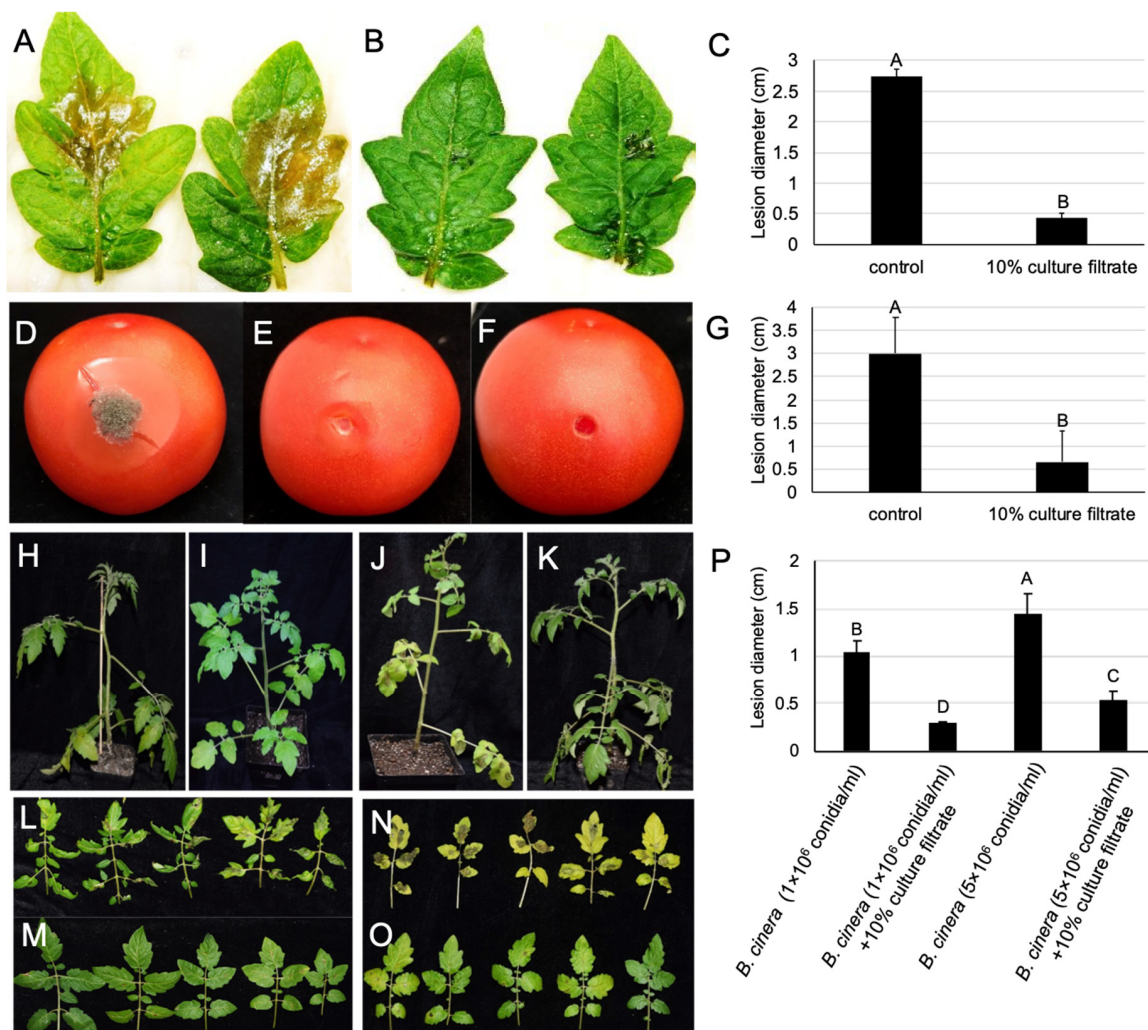 A
B
C
Lesion diameter (cm)
3
2.5
2
1.5
1
0.5
0
A
B
control
10% culture filtrate
D
E
F
G
Lesion diameter (cm)
4
3.5
3
2.5
2
1.5
1
0.5
0
A
B
control
10% culture filtrate
H
I
J
K
L
M
N
O
P
Lesion diameter (cm)
2
1.5
1
0.5
0
B
D
A
C
B. cinera (1×10⁶ conidia/ml)
B. cinera (1×10⁶ conidia/ml)
+10% culture filtrate
B. cinera (5×10⁶ conidia/ml)
B. cinera (5×10⁶ conidia/ml)
+10% culture filtrate